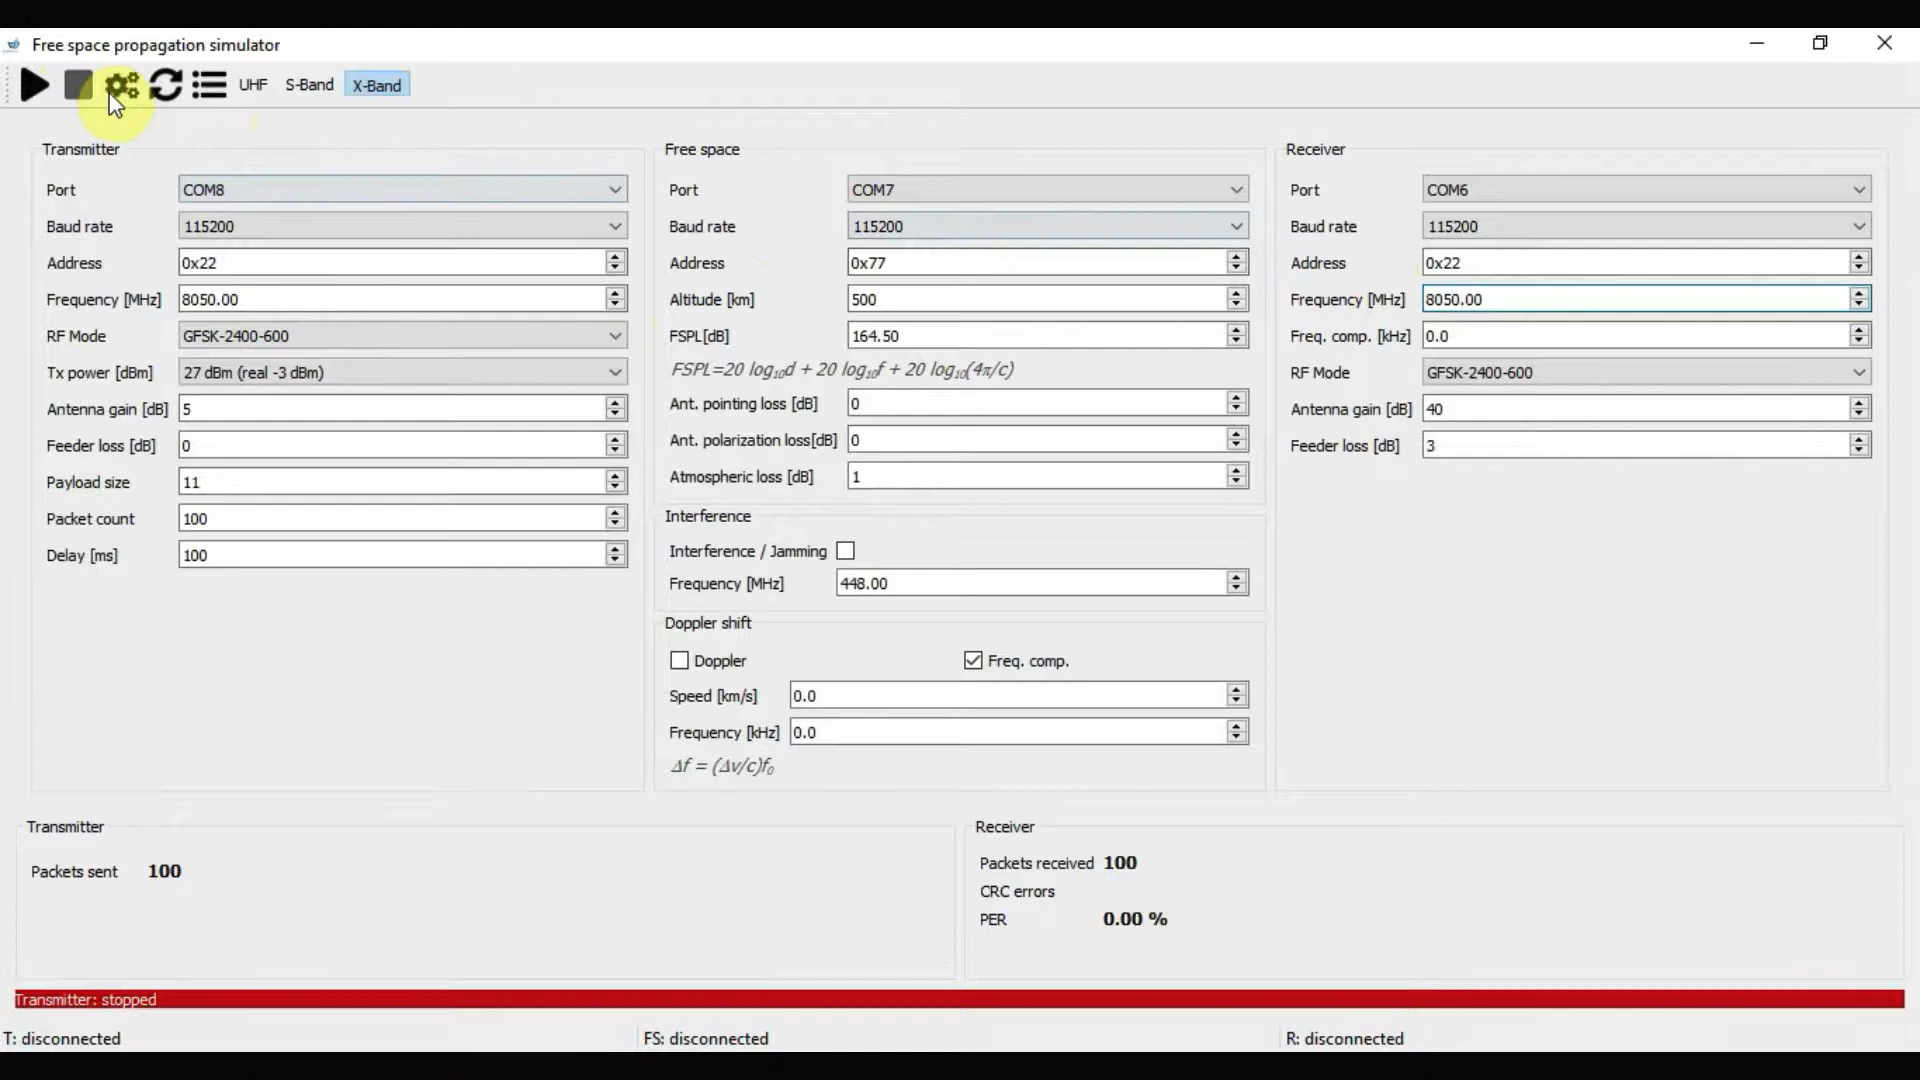 Free space propagation simulator
UHF S-Band X-Band
Transmitter
Port COM8
Baud rate 115200
Address 0x22
Frequency [MHz] 8050.00
RF Mode GFSK-2400-600
Tx power [dBm] 27 dBm (real -3 dBm)
Antenna gain [dB] 5
Feeder loss [dB] 0
Payload size 11
Packet count 100
Delay [ms] 100
Free space
Port COM7
Baud rate 115200
Address 0x77
Altitude [km] 500
FSPL[dB] 164.50
FSPL=20 log₁₀d + 20 log₁₀f + 20 log₁₀(4π/c)
Ant. pointing loss [dB] 0
Ant. polarization loss[dB] 0
Atmospheric loss [dB] 1
Interference
Interference / Jamming
Frequency [MHz] 448.00
Doppler shift
Doppler Freq. comp.
Speed [km/s] 0.0
Frequency [kHz] 0.0
Δf = (Δv/c)f₀
Receiver
Port COM6
Baud rate 115200
Address 0x22
Frequency [MHz] 8050.00
Freq. comp. [kHz] 0.0
RF Mode GFSK-2400-600
Antenna gain [dB] 40
Feeder loss [dB] 3
Transmitter
Packets sent 100
Receiver
Packets received 100
CRC errors
PER 0.00 %
Transmitter: stopped
T: disconnected FS: disconnected R: disconnected